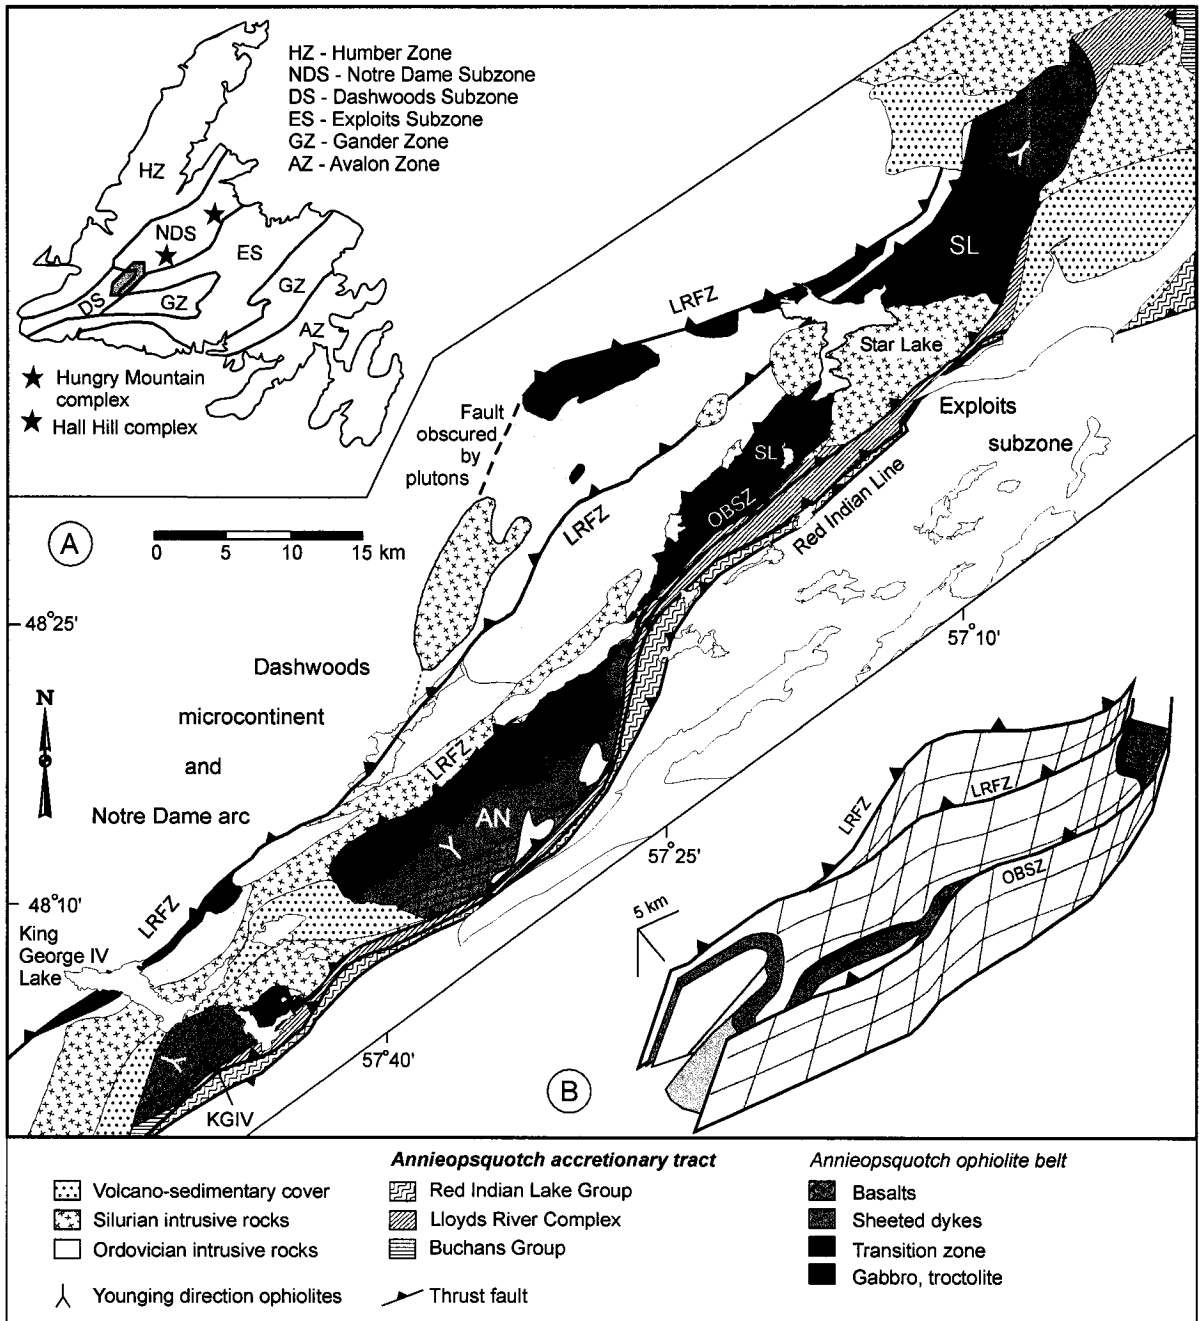 HZ - Humber Zone
NDS - Notre Dame Subzone
DS - Dashwoods Subzone
ES - Exploits Subzone
GZ - Gander Zone
AZ - Avalon Zone
HZ
NDS
ES
GZ
DS
GZ
AZ
Hungry Mountain
complex
Hall Hill complex
A
0 5 10 15 km
Fault
obscured
by
plutons
LRFZ
LRFZ
SL
Star Lake
SL
OBSZ
Exploits
subzone
Red Indian Line
48°25'
57°10'
N
Dashwoods
microcontinent
and
Notre Dame arc
LRFZ
AN
57°25'
48°10'
LRFZ
King
George IV
Lake
57°40'
KGIV
LRFZ
LRFZ
OBSZ
5 km
B
Volcano-sedimentary cover
Silurian intrusive rocks
Ordovician intrusive rocks
Younging direction ophiolites
Annieopsquotch accretionary tract
Red Indian Lake Group
Lloyds River Complex
Buchans Group
Thrust fault
Annieopsquotch ophiolite belt
Basalts
Sheeted dykes
Transition zone
Gabbro, troctolite